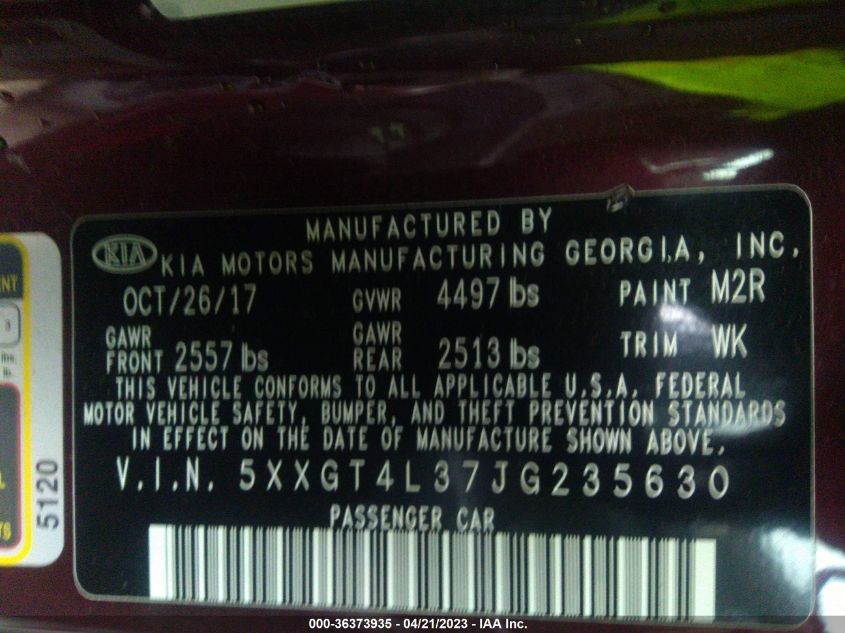 MANUFACTURED BY
KIA KIA MOTORS MANUFACTURING GEORGIA, INC.
OCT/26/17 GVWR 4497 lbs PAINT M2R
GAWR FRONT 2557 lbs GAWR REAR 2513 lbs TRIM WK
THIS VEHICLE CONFORMS TO ALL APPLICABLE U.S.A. FEDERAL
MOTOR VEHICLE SAFETY, BUMPER, AND THEFT PREVENTION STANDARDS
IN EFFECT ON THE DATE OF MANUFACTURE SHOWN ABOVE.
V.I.N. 5XXGT4L37JG235630
PASSENGER CAR
5120
3
lb.
000-36373935 - 04/21/2023 - IAA Inc.